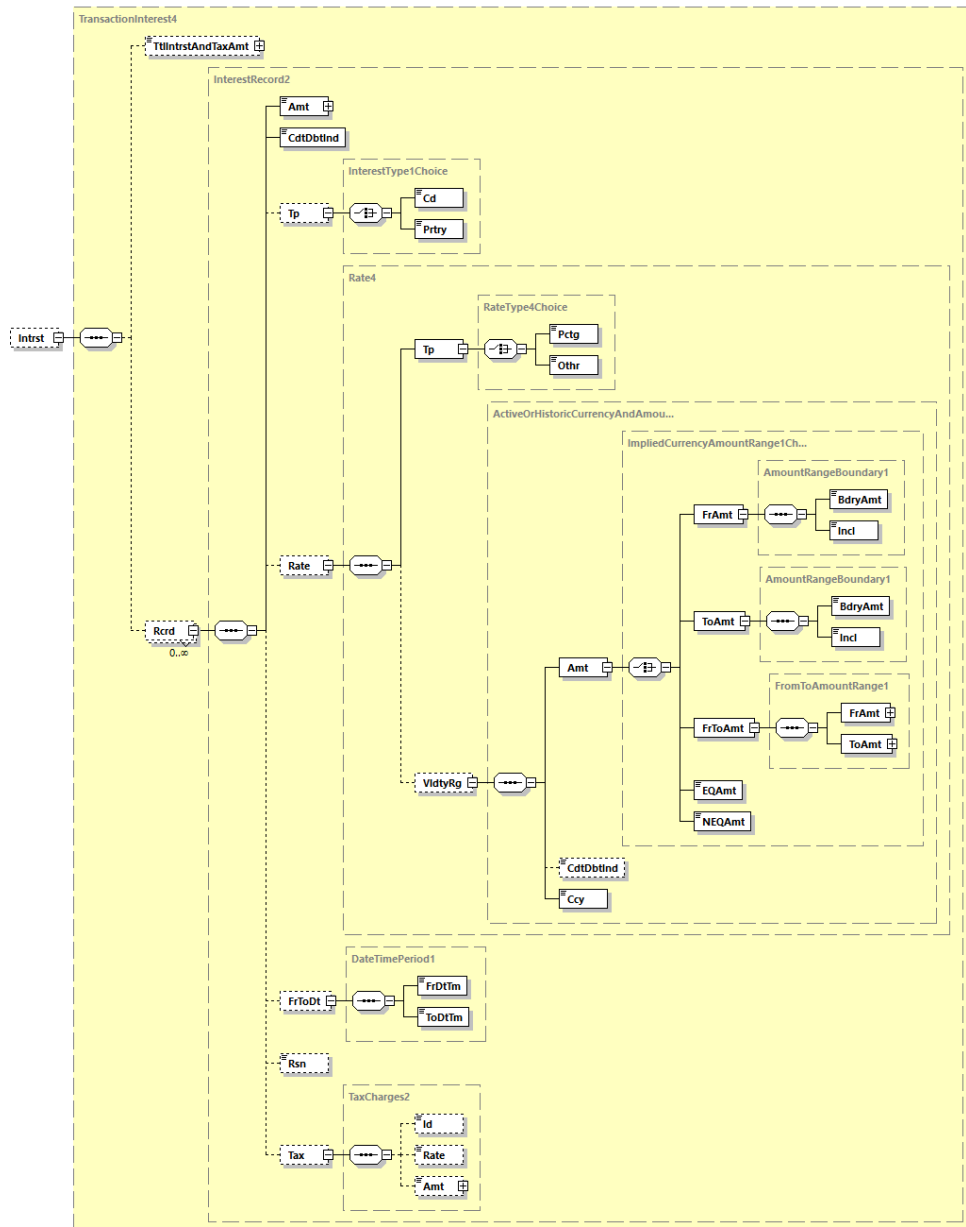 TransactionInterest4
TtlIntrstAndTaxAmt
InterestRecord2
Amt
CdtDbtInd
InterestType1Choice
Tp
Cd
Prtry
Rate4
RateType4Choice
Intrst
Tp
Pctg
Othr
ActiveOrHistoricCurrencyAndAmou...
ImpliedCurrencyAmountRange1Ch...
AmountRangeBoundary1
FrAmt
BdryAmt
Incl
Rate
AmountRangeBoundary1
ToAmt
BdryAmt
Incl
Rcrd
0..∞
Amt
FromToAmountRange1
FrToAmt
FrAmt
ToAmt
VldtyRg
EQAmt
NEQAmt
CdtDbtInd
Ccy
DateTimePeriod1
FrToDt
FrDtTm
ToDtTm
Rsn
TaxCharges2
Tax
Id
Rate
Amt